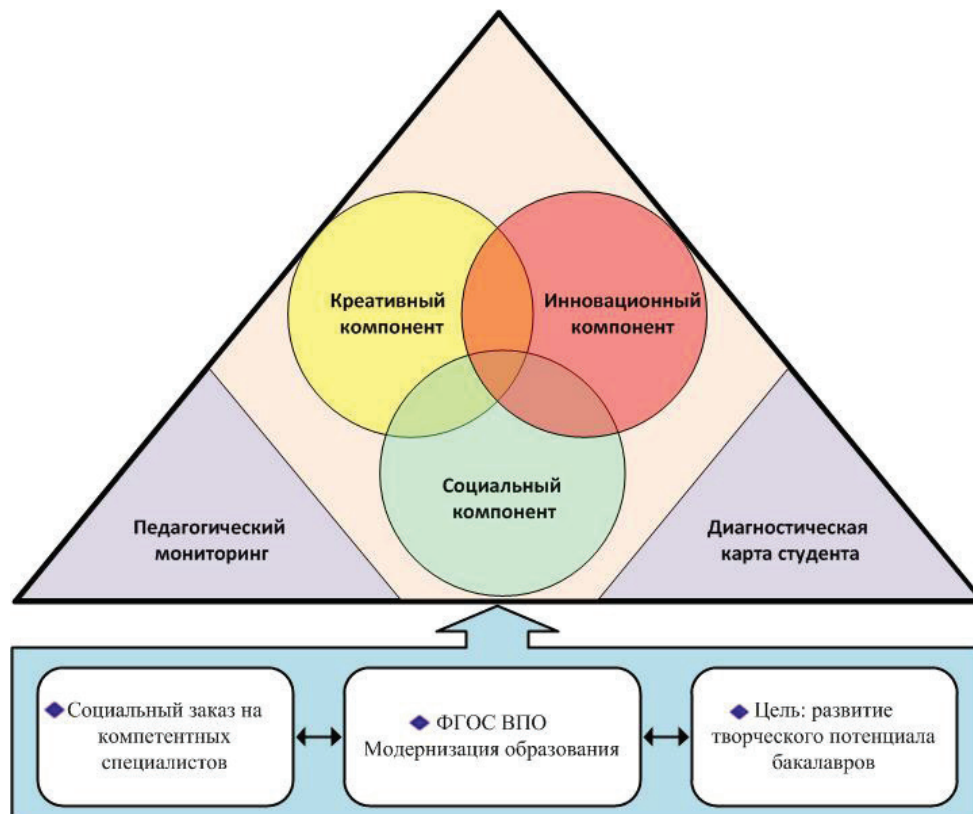 Креативный
компонент
Инновационный
компонент
Социальный
компонент
Педагогический
мониторинг
Диагностическая
карта студента
Социальный заказ на
компетентных
специалистов
ФГОС ВПО
Модернизация образования
Цель: развитие
творческого потенциала
бакалавров